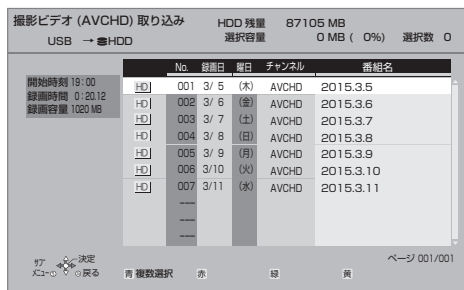 撮影ビデオ (AVCHD) 取り込み HDD 残量 87105 MB
USB → HDD 選択容量 0 MB ( 0%) 選択数 0
No. 録画日 曜日 チャンネル 番組名
開始時刻 19:00
録画時間 0:20.12
録画容量 1020 MB
HD 001 3/ 5 (木) AVCHD 2015.3.5
HD 002 3/ 6 (金) AVCHD 2015.3.6
HD 003 3/ 7 (土) AVCHD 2015.3.7
HD 004 3/ 8 (日) AVCHD 2015.3.8
HD 005 3/ 9 (月) AVCHD 2015.3.9
HD 006 3/10 (火) AVCHD 2015.3.10
HD 007 3/11 (水) AVCHD 2015.3.11
---
---
---
ページ 001/001
サブ 決定
メニュー 戻る
青 複数選択 赤 緑 黄